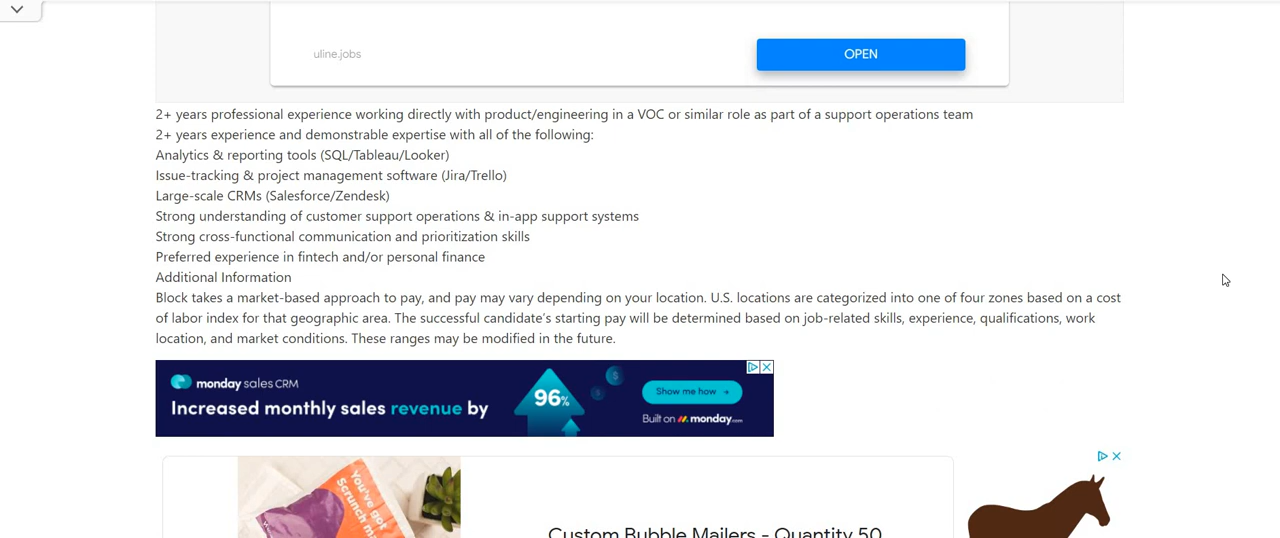 uline.jobs
OPEN
2+ years professional experience working directly with product/engineering in a VOC or similar role as part of a support operations team
2+ years experience and demonstrable expertise with all of the following:
Analytics & reporting tools (SQL/Tableau/Looker)
Issue-tracking & project management software (Jira/Trello)
Large-scale CRMs (Salesforce/Zendesk)
Strong understanding of customer support operations & in-app support systems
Strong cross-functional communication and prioritization skills
Preferred experience in fintech and/or personal finance
Additional Information
Block takes a market-based approach to pay, and pay may vary depending on your location. U.S. locations are categorized into one of four zones based on a cost
of labor index for that geographic area. The successful candidate's starting pay will be determined based on job-related skills, experience, qualifications, work
location, and market conditions. These ranges may be modified in the future.
monday sales CRM
Increased monthly sales revenue by
96%
Show me how →
Built on monday.com
You've got
Scrunch
Custom Bubble Mailers - Quantity 50